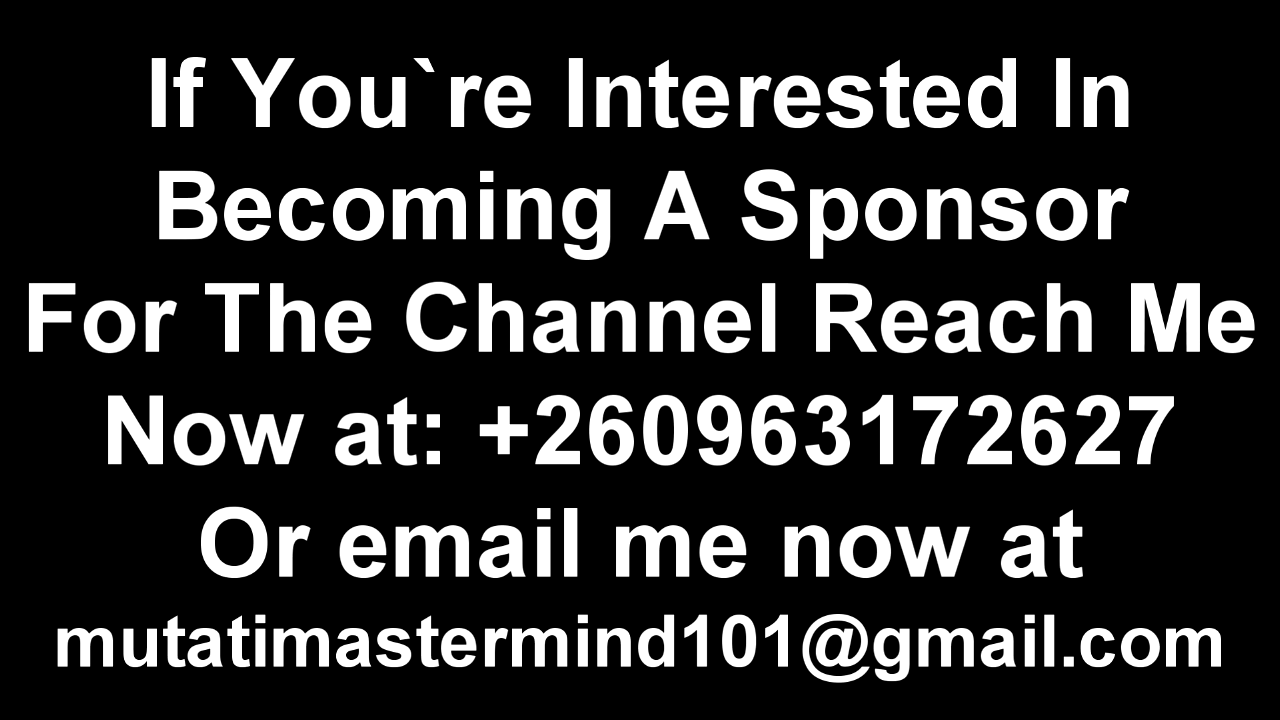 If You`re Interested In
Becoming A Sponsor
For The Channel Reach Me
Now at: +260963172627
Or email me now at
mutatimastermind101@gmail.com